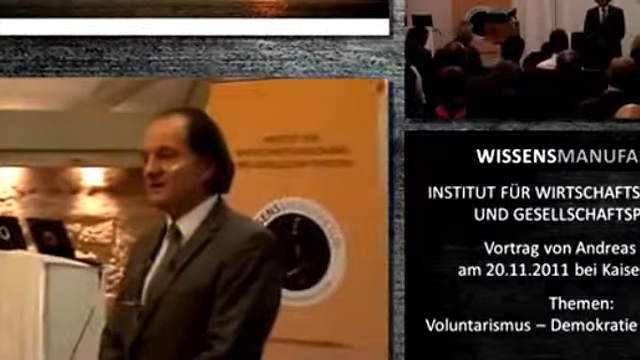 WISSENSMANUFA
INSTITUT FÜR WIRTSCHAFTS
UND GESELLSCHAFTSP
Vortrag von Andreas
am 20.11.2011 bei Kaise
Themen:
Voluntarismus – Demokratie